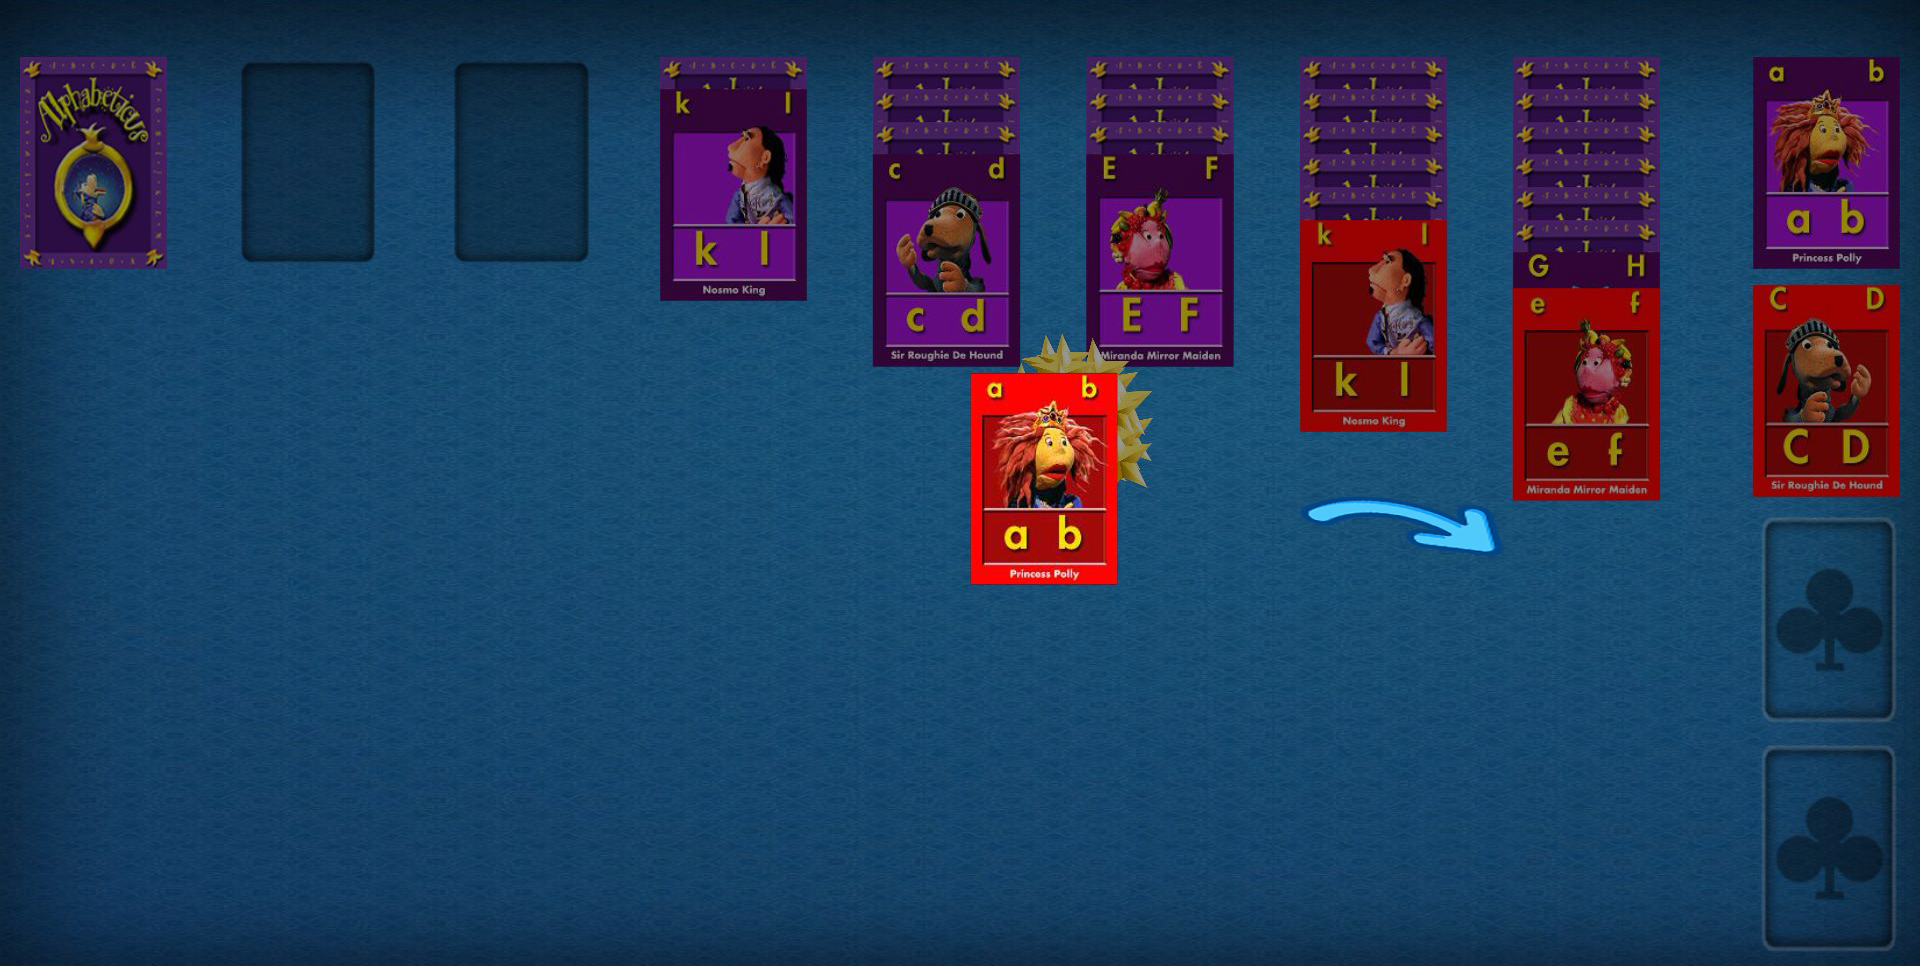 Alphabeticus
k l
k l
Nosmo King
c d
c d
Sir Roughie De Hound
E F
E F
Miranda Mirror Maiden
k l
k l
Nosmo King
G H
e f
e f
Miranda Mirror Maiden
a b
a b
Princess Polly
C D
C D
Sir Roughie De Hound
a b
a b
Princess Polly